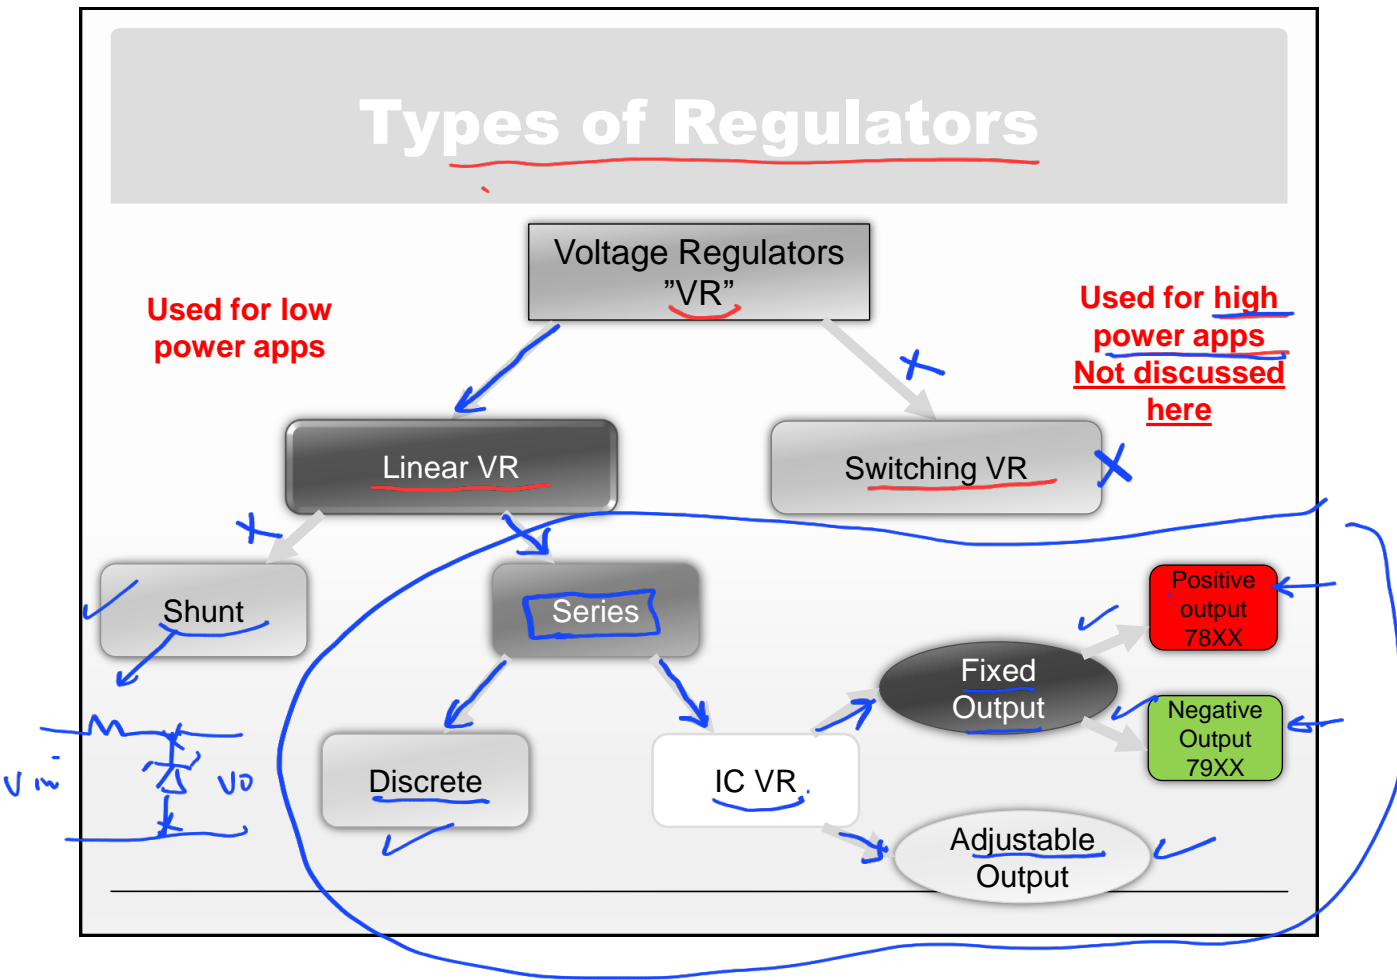 Types of Regulators
Voltage Regulators
”VR”
Used for low
power apps
Used for high
power apps
Not discussed
here
Linear VR
Switching VR
Shunt
Series
Positive
output
78XX
Fixed
Output
Negative
Output
79XX
Discrete
IC VR
Adjustable
Output
Vin
Vo